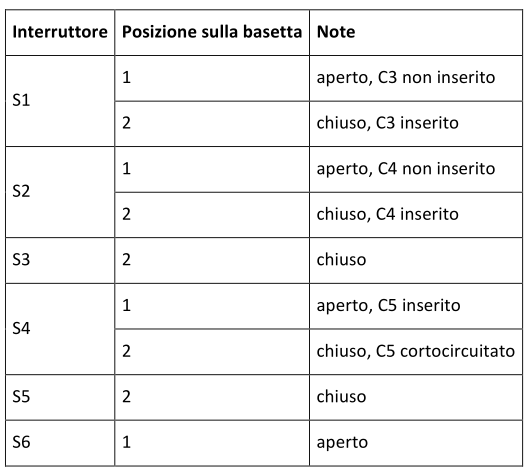 Interruttore Posizione sulla basetta Note
S1
1 aperto, C3 non inserito
2 chiuso, C3 inserito
S2
1 aperto, C4 non inserito
2 chiuso, C4 inserito
S3 2 chiuso
S4
1 aperto, C5 inserito
2 chiuso, C5 cortocircuitato
S5 2 chiuso
S6 1 aperto